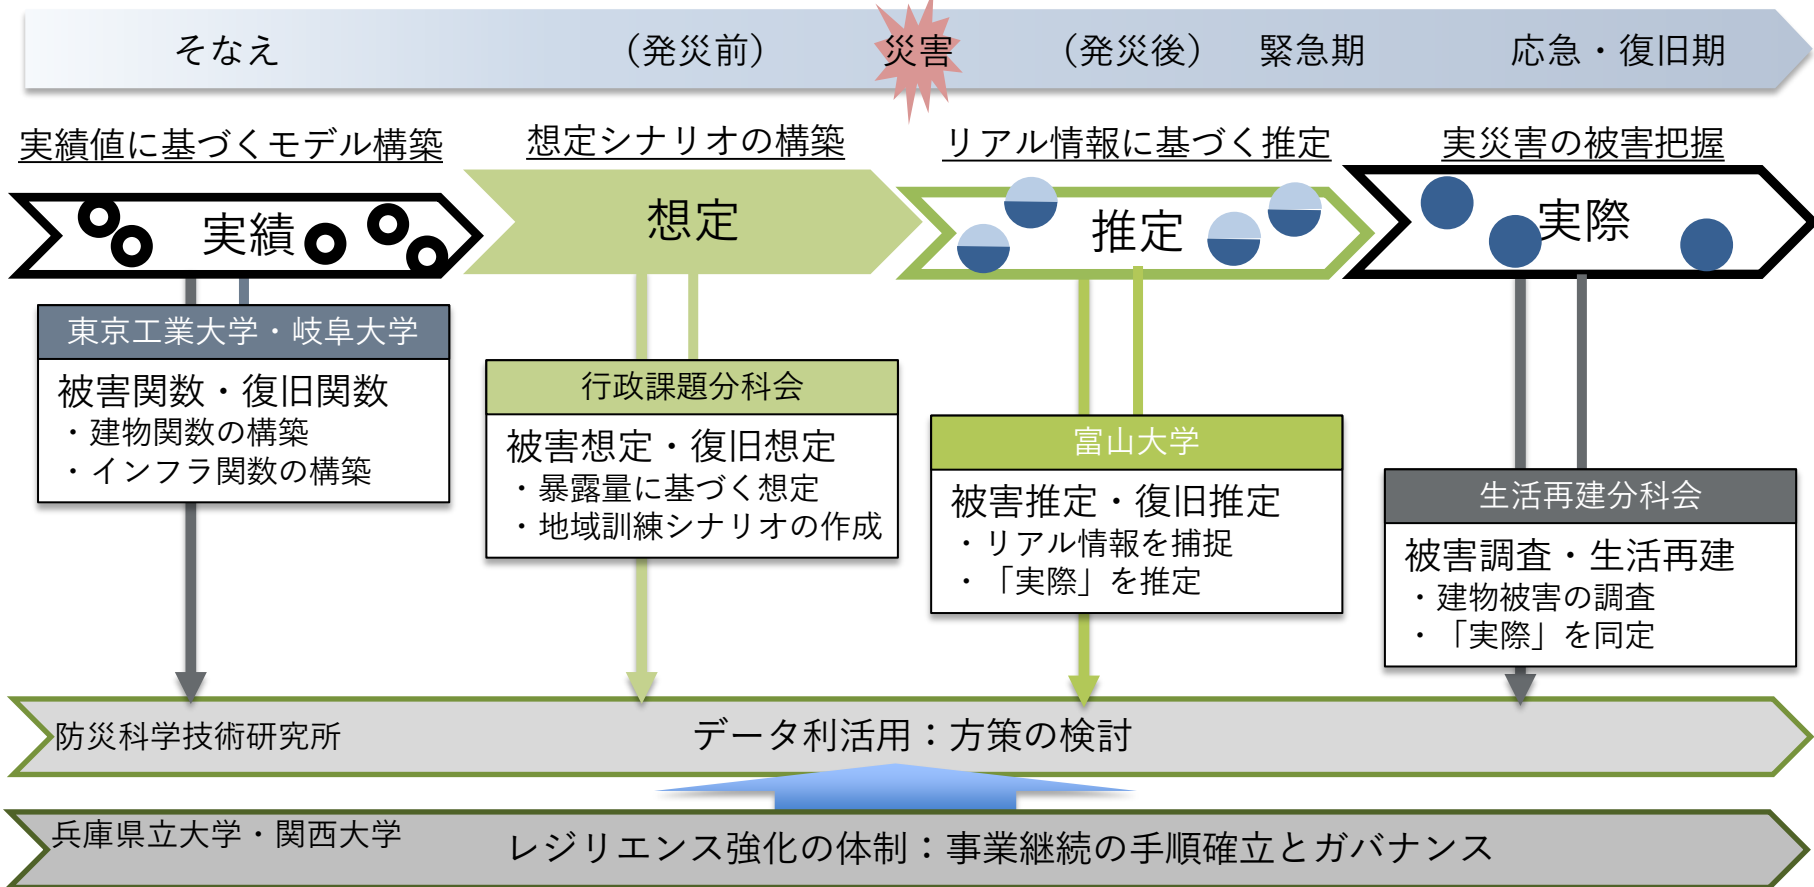 そなえ
（発災前）
災害
（発災後）
緊急期
応急・復旧期
実績値に基づくモデル構築
想定シナリオの構築
リアル情報に基づく推定
実災害の被害把握
実績
想定
推定
実際
東京工業大学・岐阜大学
被害関数・復旧関数
・建物関数の構築
・インフラ関数の構築
行政課題分科会
被害想定・復旧想定
・暴露量に基づく想定
・地域訓練シナリオの作成
富山大学
被害推定・復旧推定
・リアル情報を捕捉
・「実際」を推定
生活再建分科会
被害調査・生活再建
・建物被害の調査
・「実際」を同定
防災科学技術研究所
データ利活用：方策の検討
兵庫県立大学・関西大学
レジリエンス強化の体制：事業継続の手順確立とガバナンス